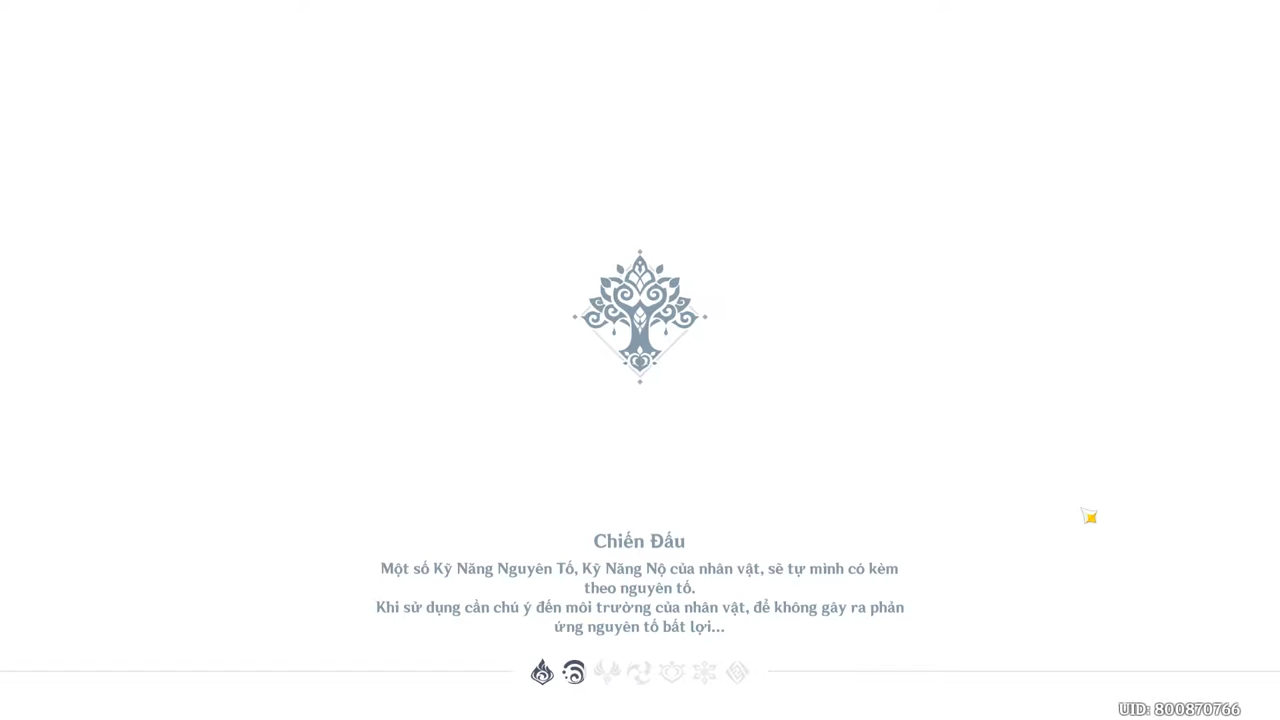 Chiến Đấu
Một số Kỹ Năng Nguyên Tố, Kỹ Năng Nộ của nhân vật, sẽ tự mình có kèm
theo nguyên tố.
Khi sử dụng cần chú ý đến môi trường của nhân vật, để không gây ra phản
ứng nguyên tố bất lợi...
UID: 800870766